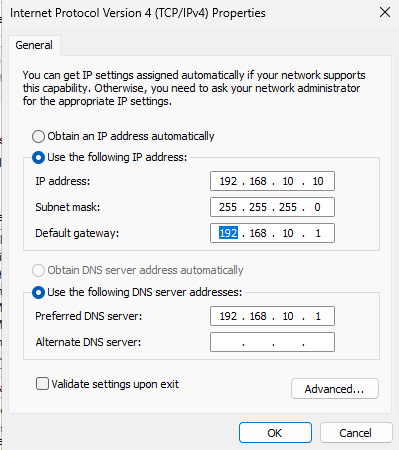 Internet Protocol Version 4 (TCP/IPv4) Properties
General
You can get IP settings assigned automatically if your network supports
this capability. Otherwise, you need to ask your network administrator
for the appropriate IP settings.
Obtain an IP address automatically
Use the following IP address:
IP address: 192 . 168 . 10 . 10
Subnet mask: 255 . 255 . 255 . 0
Default gateway: 192 . 168 . 10 . 1
Obtain DNS server address automatically
Use the following DNS server addresses:
Preferred DNS server: 192 . 168 . 10 . 1
Alternate DNS server: . . .
Validate settings upon exit
Advanced...
OK Cancel